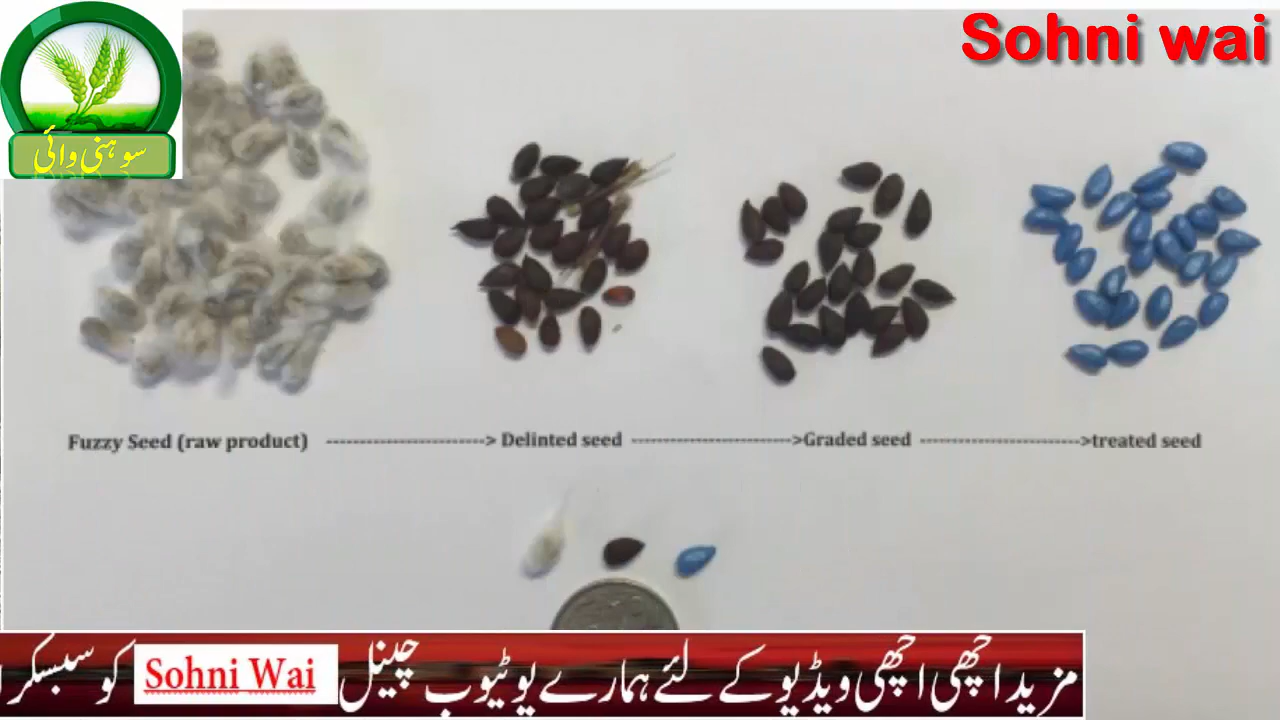 Sohni wai
سوہنی وائی
Fuzzy Seed (raw product) ----------------------> Delinted seed ----------------------->Graded seed ----------------------->treated seed
مزید اچھی اچھی ویڈیو کے لئے ہمارے یوٹیوب چینل Sohni Wai کو سبسکرا